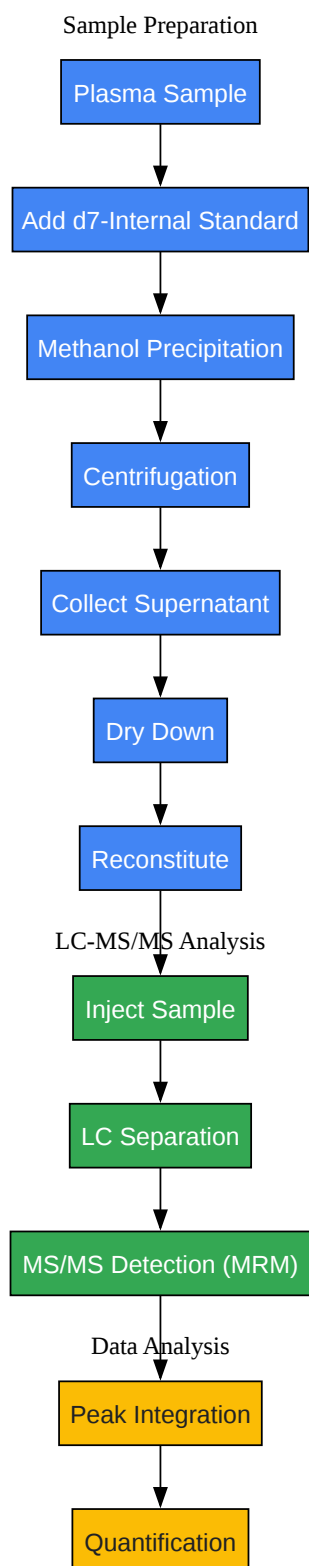 Sample Preparation
Plasma Sample
Add d7-Internal Standard
Methanol Precipitation
Centrifugation
Collect Supernatant
Dry Down
Reconstitute
LC-MS/MS Analysis
Inject Sample
LC Separation
MS/MS Detection (MRM)
Data Analysis
Peak Integration
Quantification